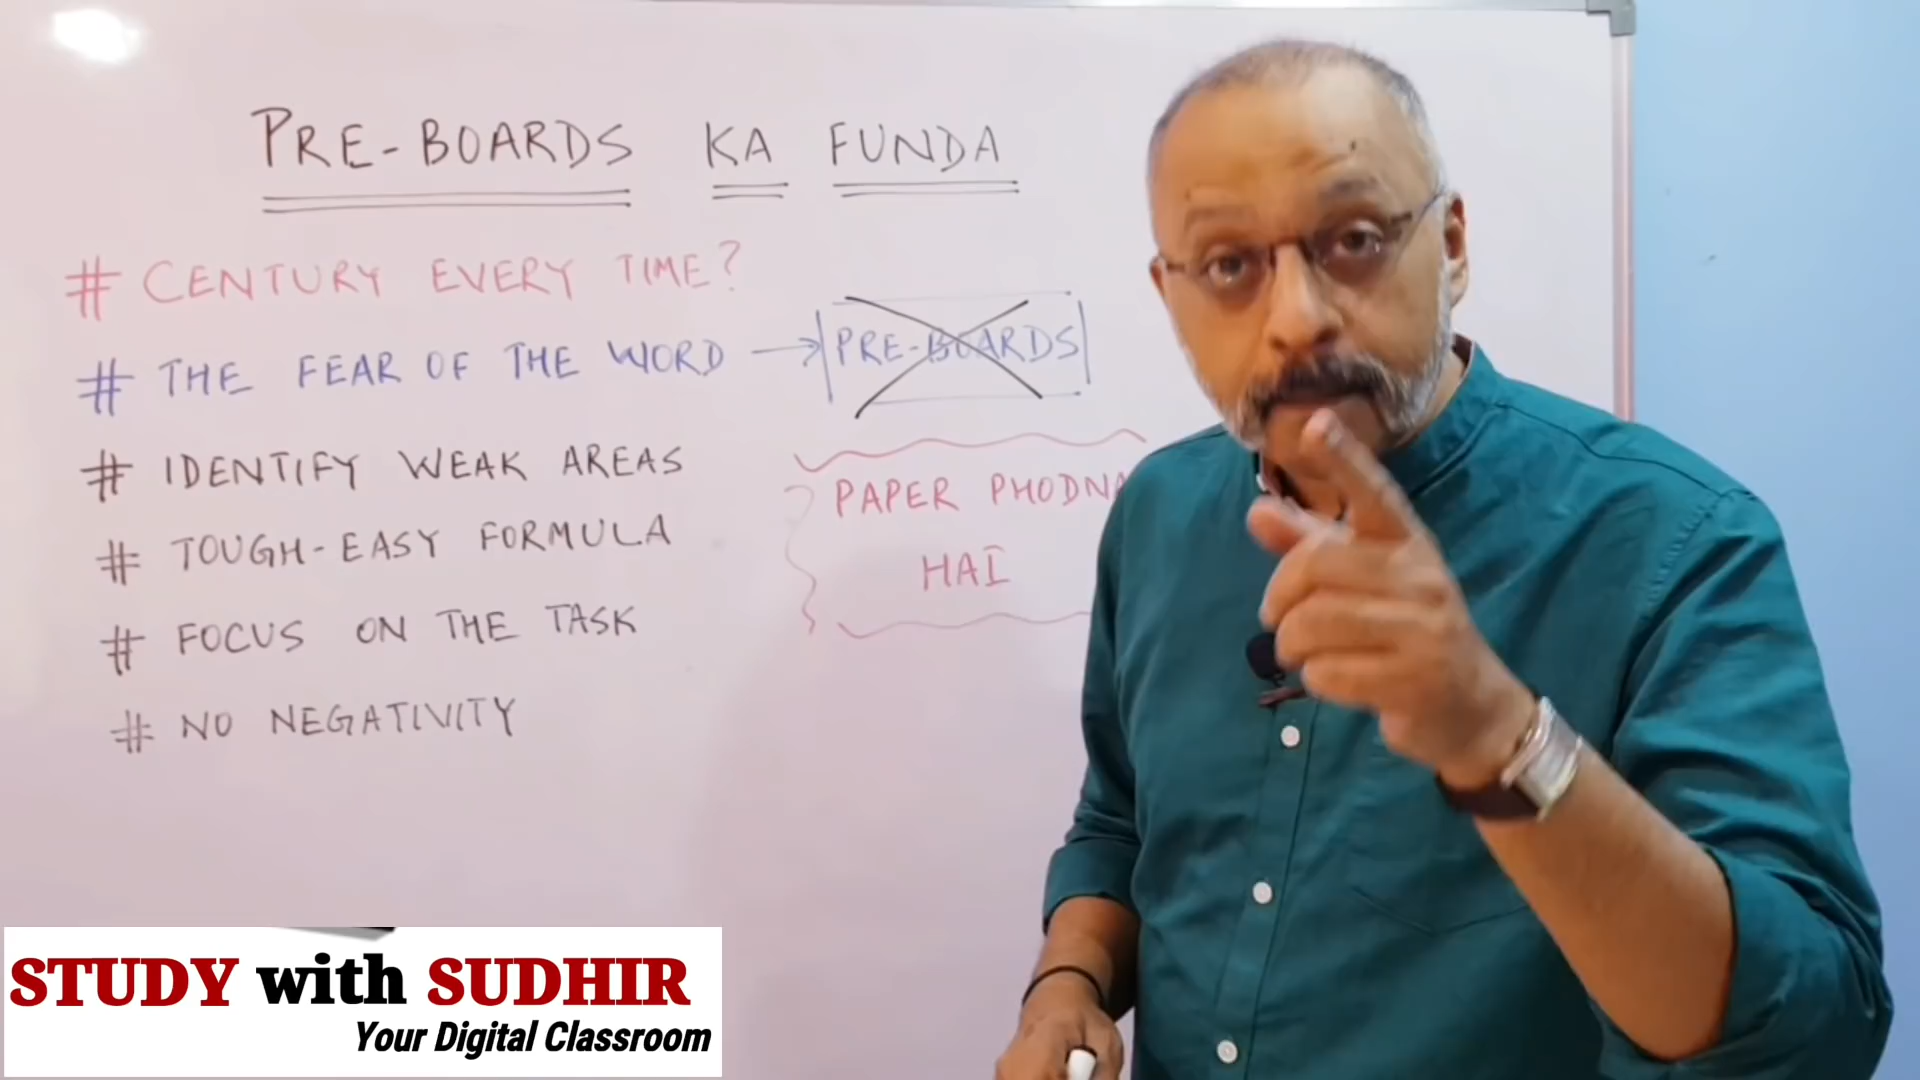 PRE-BOARDS KA FUNDA
# CENTURY EVERY TIME?
# THE FEAR OF THE WORD → PRE-BOARDS
# IDENTIFY WEAK AREAS
# TOUGH-EASY FORMULA
# FOCUS ON THE TASK
# NO NEGATIVITY
PAPER PHODNA
HAI
STUDY with SUDHIR
Your Digital Classroom